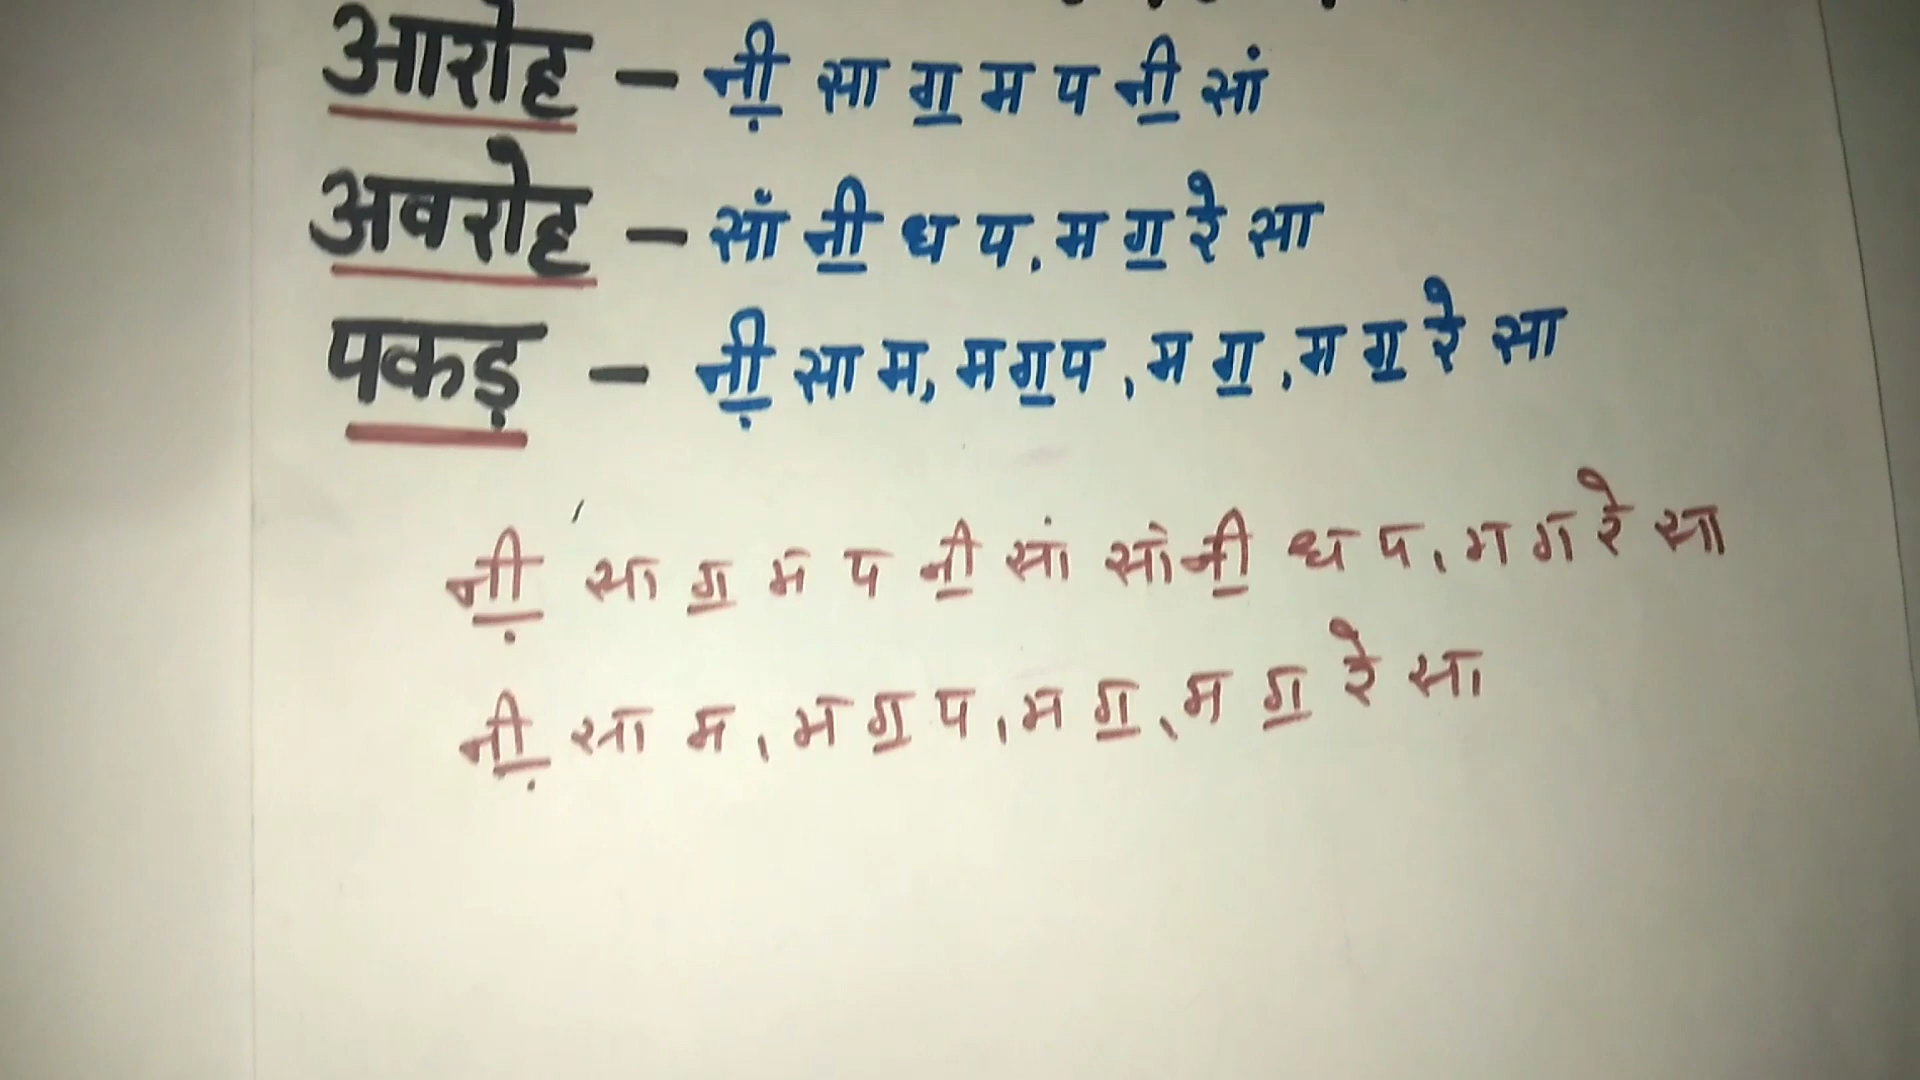 आरोह - नी़̱ सा ग̱ म प नी̱ सां
अवरोह - साँ नी̱ ध प, म ग̱ रे सा
पकड़ - नी़̱ सा म, म ग̱ प, म ग̱, म ग̱ रे सा
नी़̱ सा ग̱ म प नी̱ सां सांनी̱ ध प, म ग रे सा
नी़̱ सा म, म ग̱ प, म ग̱, म ग̱ रे सा